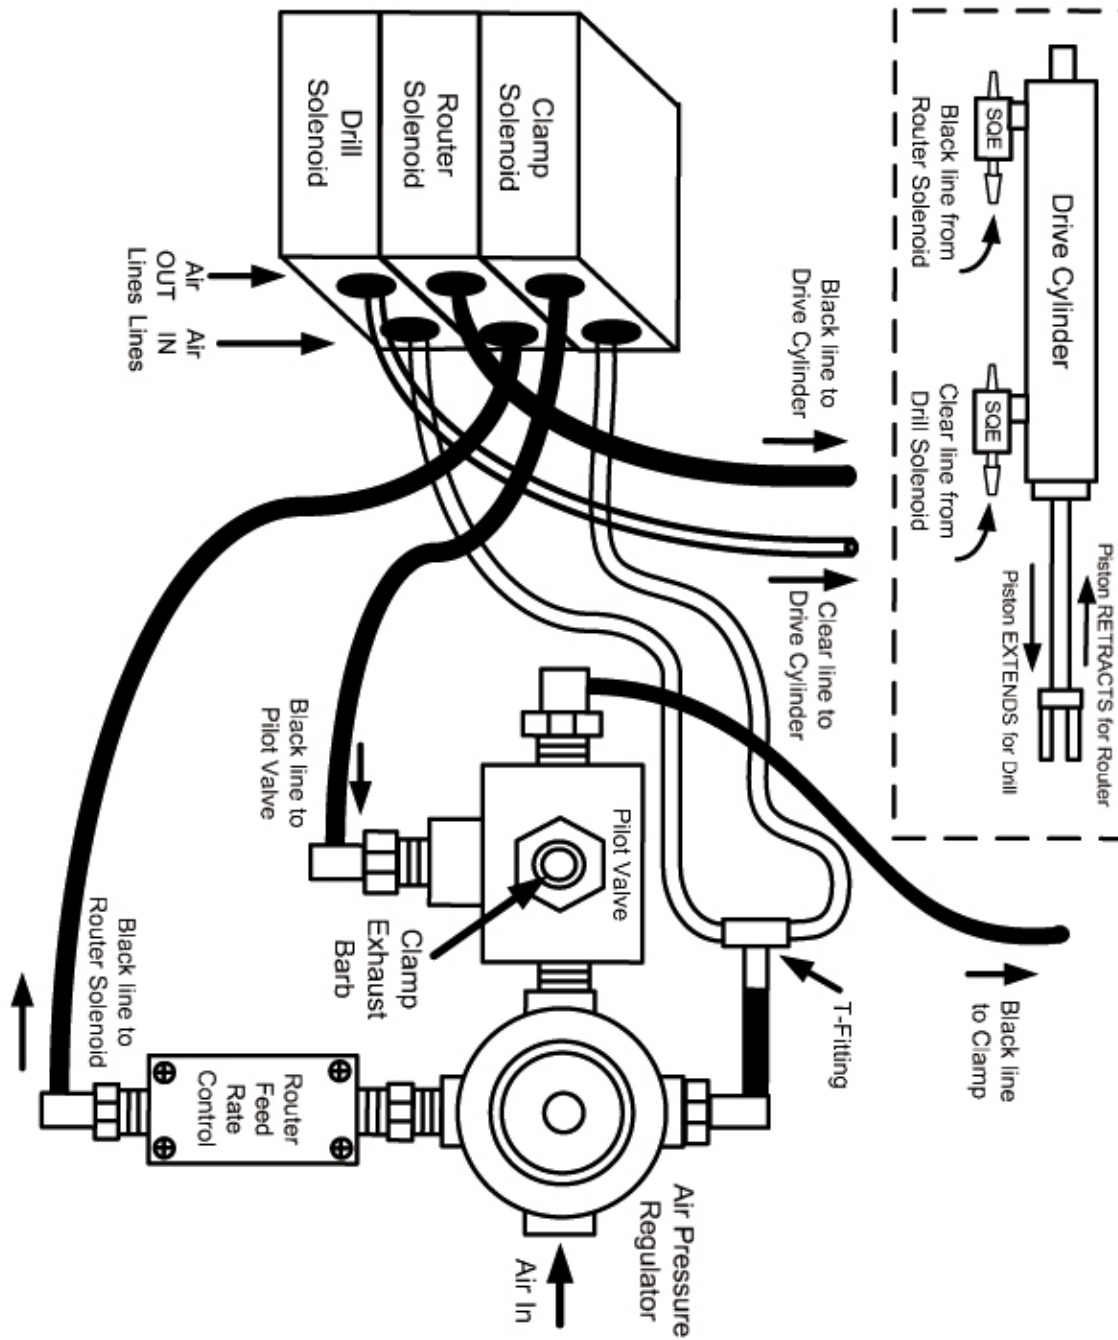 Drive Cylinder
SQE
SQE
Black line from
Router Solenoid
Clear line from
Drill Solenoid
Piston RETRACTS for Router
Piston EXTENDS for Drill
Clamp
Solenoid
Router
Solenoid
Drill
Solenoid
Air
OUT
Lines
Air
IN
Lines
Black line to
Drive Cylinder
Clear line to
Drive Cylinder
Black line
to Clamp
Black line to
Pilot Valve
Pilot Valve
Clamp
Exhaust
Barb
T-Fitting
Black line to
Router Solenoid
Router
Feed
Rate
Control
Air Pressure
Regulator
Air In